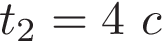 t₂ = 4 c